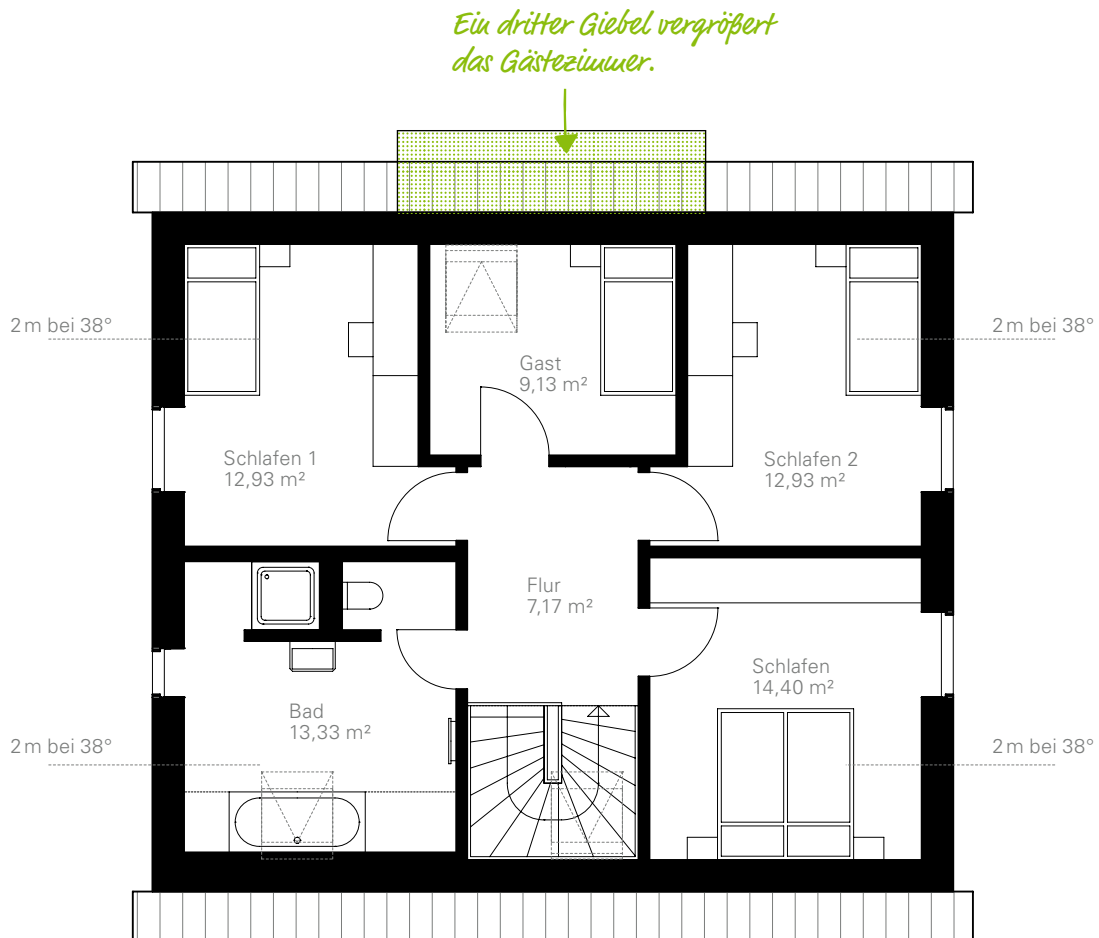 Ein dritter Giebel vergrößert
das Gästezimmer.
2 m bei 38°
2 m bei 38°
Gast
9,13 m²
Schlafen 1
12,93 m²
Schlafen 2
12,93 m²
Flur
7,17 m²
Schlafen
14,40 m²
Bad
13,33 m²
2 m bei 38°
2 m bei 38°